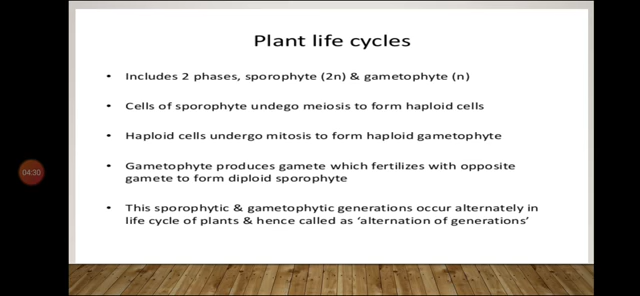 Plant life cycles
• Includes 2 phases, sporophyte (2n) & gametophyte (n)
• Cells of sporophyte undego meiosis to form haploid cells
• Haploid cells undergo mitosis to form haploid gametophyte
• Gametophyte produces gamete which fertilizes with opposite
gamete to form diploid sporophyte
04:30
• This sporophytic & gametophytic generations occur alternately in
life cycle of plants & hence called as ‘alternation of generations’